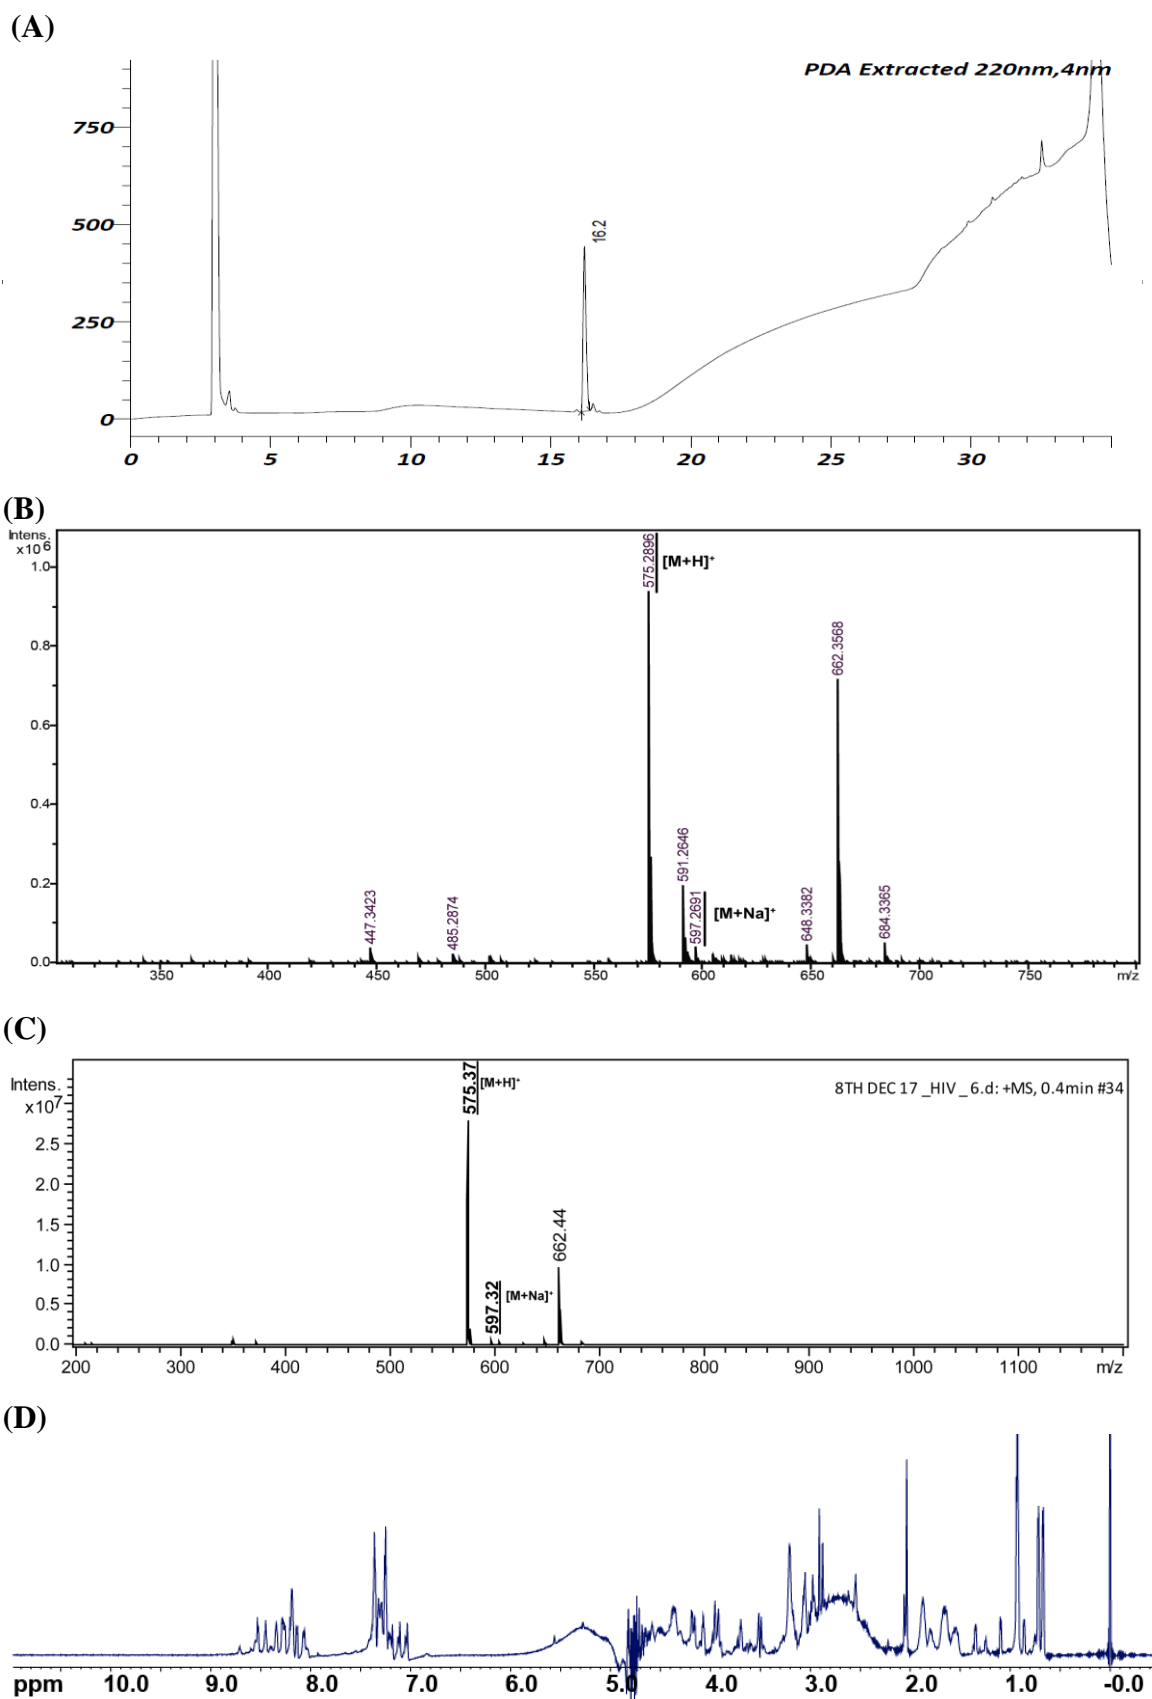 (A)
PDA Extracted 220nm,4nm
750
500
250
0
16.2
0 5 10 15 20 25 30
(B)
Intens.
x10⁶
1.0
0.8
0.6
0.4
0.2
0.0
575.2896
[M+H]⁺
662.3568
591.2646
597.2691
[M+Na]⁺
447.3423
485.2874
648.3382
684.3365
350 400 450 500 550 600 650 700 750 m/z
(C)
Intens.
x10⁷
2.5
2.0
1.5
1.0
0.5
0.0
575.37
[M+H]⁺
8TH DEC 17 _HIV _ 6.d: +MS, 0.4min #34
662.44
597.32
[M+Na]⁺
200 300 400 500 600 700 800 900 1000 1100 m/z
(D)
ppm 10.0 9.0 8.0 7.0 6.0 5.0 4.0 3.0 2.0 1.0 -0.0